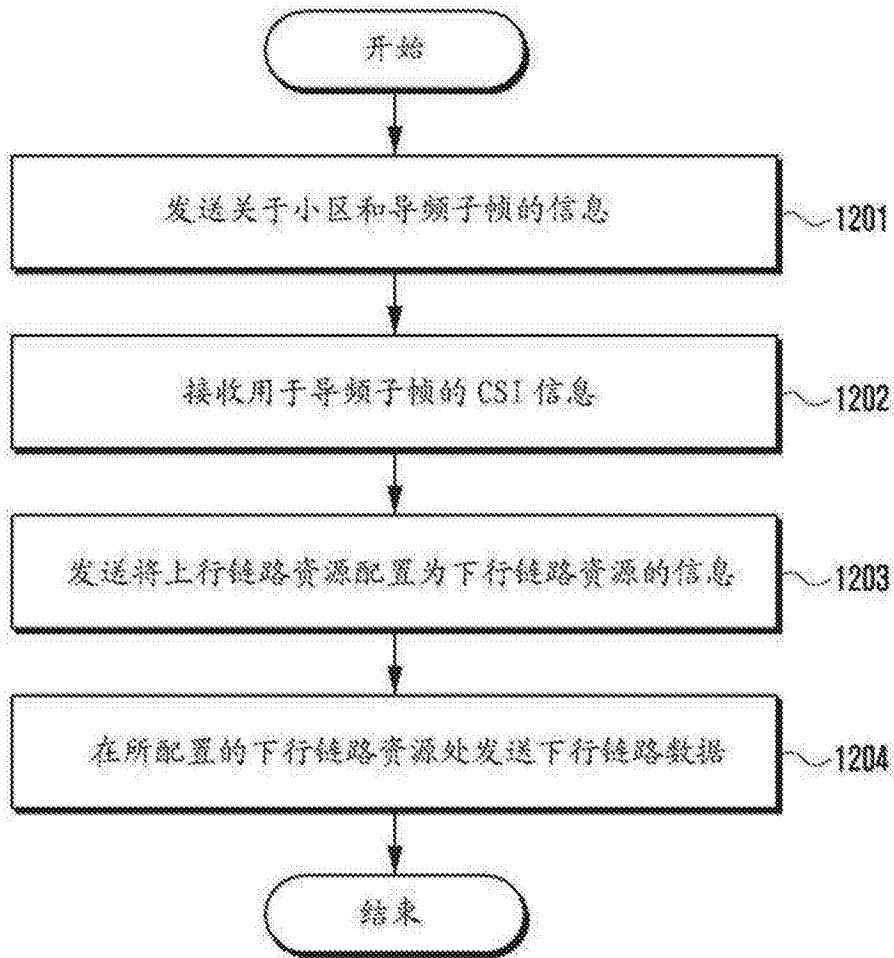 开始
发送关于小区和导频子帧的信息
1201
接收用于导频子帧的 CSI 信息
1202
发送将上行链路资源配置为下行链路资源的信息
1203
在所配置的下行链路资源处发送下行链路数据
1204
结束